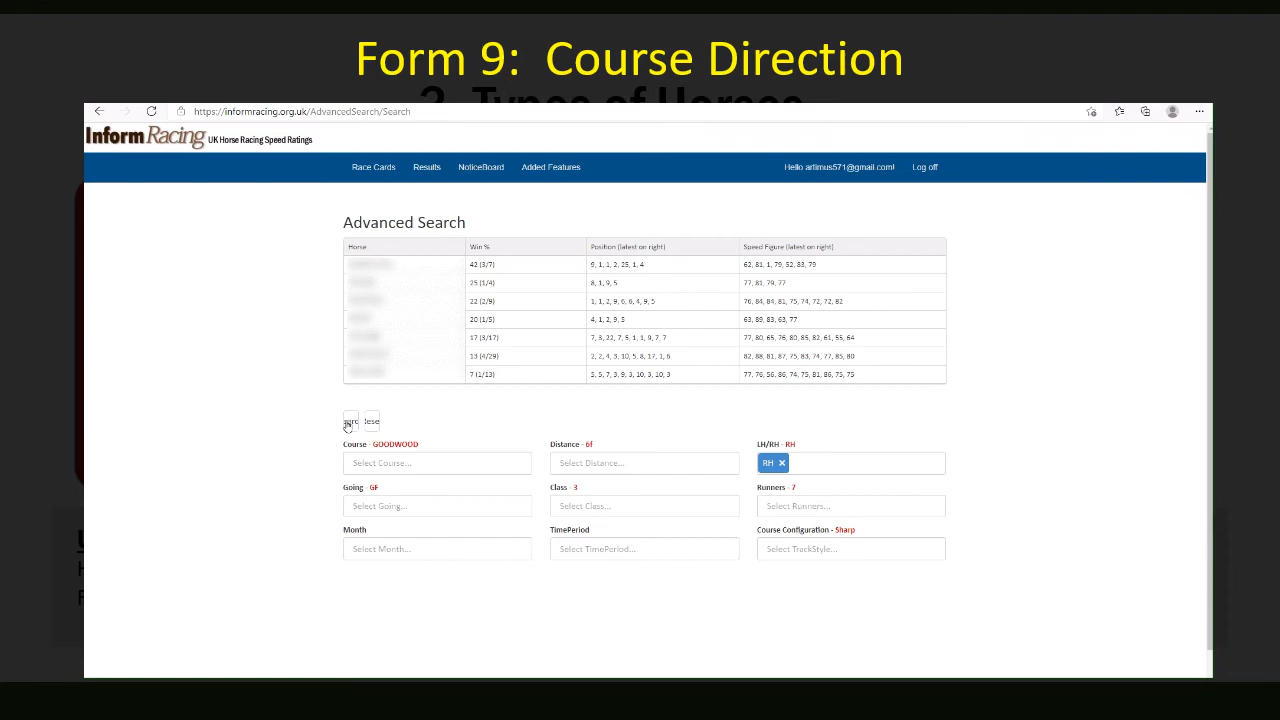 Form 9: Course Direction
2. Types of Horses
https://informracing.org.uk/AdvancedSearch/Search
InformRacing UK Horse Racing Speed Ratings
Race Cards Results NoticeBoard Added Features Hello artimus571@gmail.com! Log off
Advanced Search
Horse Win % Position (latest on right) Speed Figure (latest on right)
42 (3/7) 9, 1, 1, 2, 25, 1, 4 62, 81, 1, 79, 52, 83, 79
25 (1/4) 8, 1, 9, 5 77, 81, 79, 77
22 (2/9) 1, 1, 2, 9, 6, 6, 4, 9, 5 76, 84, 84, 81, 75, 74, 72, 72, 82
20 (1/5) 4, 1, 2, 9, 5 63, 89, 83, 63, 77
17 (3/17) 7, 3, 22, 7, 5, 1, 1, 9, 7, 7 77, 80, 65, 76, 80, 85, 82, 61, 55, 64
13 (4/29) 2, 2, 4, 3, 10, 5, 8, 17, 1, 6 82, 88, 81, 87, 75, 83, 74, 77, 85, 80
7 (1/13) 5, 5, 7, 3, 9, 3, 10, 3, 10, 3 77, 76, 56, 86, 74, 75, 81, 86, 75, 75
Rese
Course - GOODWOOD Distance - 6f LH/RH - RH
Select Course... Select Distance... RH ×
Going - GF Class - 3 Runners - 7
Select Going... Select Class... Select Runners...
Month TimePeriod Course Configuration - Sharp
Select Month... Select TimePeriod... Select TrackStyle...